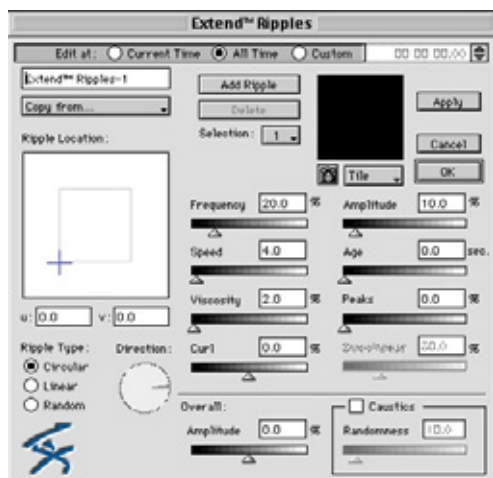 Extend™ Ripples
Edit at: Current Time All Time Custom 00 00 00.00
Extend™ Ripples-1
Copy from...
Add Ripple
Delete
Selection: 1
Apply
Cancel
OK
Tile
Ripple Location:
u: 0.0 v: 0.0
Ripple Type: Direction:
Circular
Linear
Random
Frequency 20.0 %
Amplitude 10.0 %
Speed 4.0
Age 0.0 sec.
Viscosity 2.0 %
Peaks 0.0 %
Curl 0.0 %
%
Overall:
Amplitude 0.0 %
Caustics
Randomness 10.0